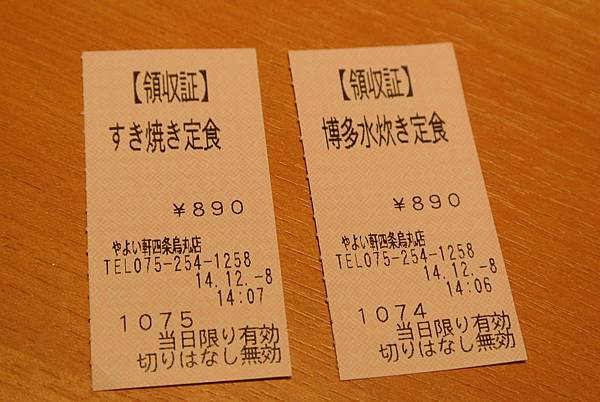 【領収証】
すき焼き定食
¥890
やよい軒四条烏丸店
TEL075-254-1258
14.12.-8
14:07
1075
当日限り有効
切りはなし無効
【領収証】
博多水炊き定食
¥890
やよい軒四条烏丸店
TEL075-254-1258
14.12.-8
14:06
1074
当日限り有効
切りはなし無効